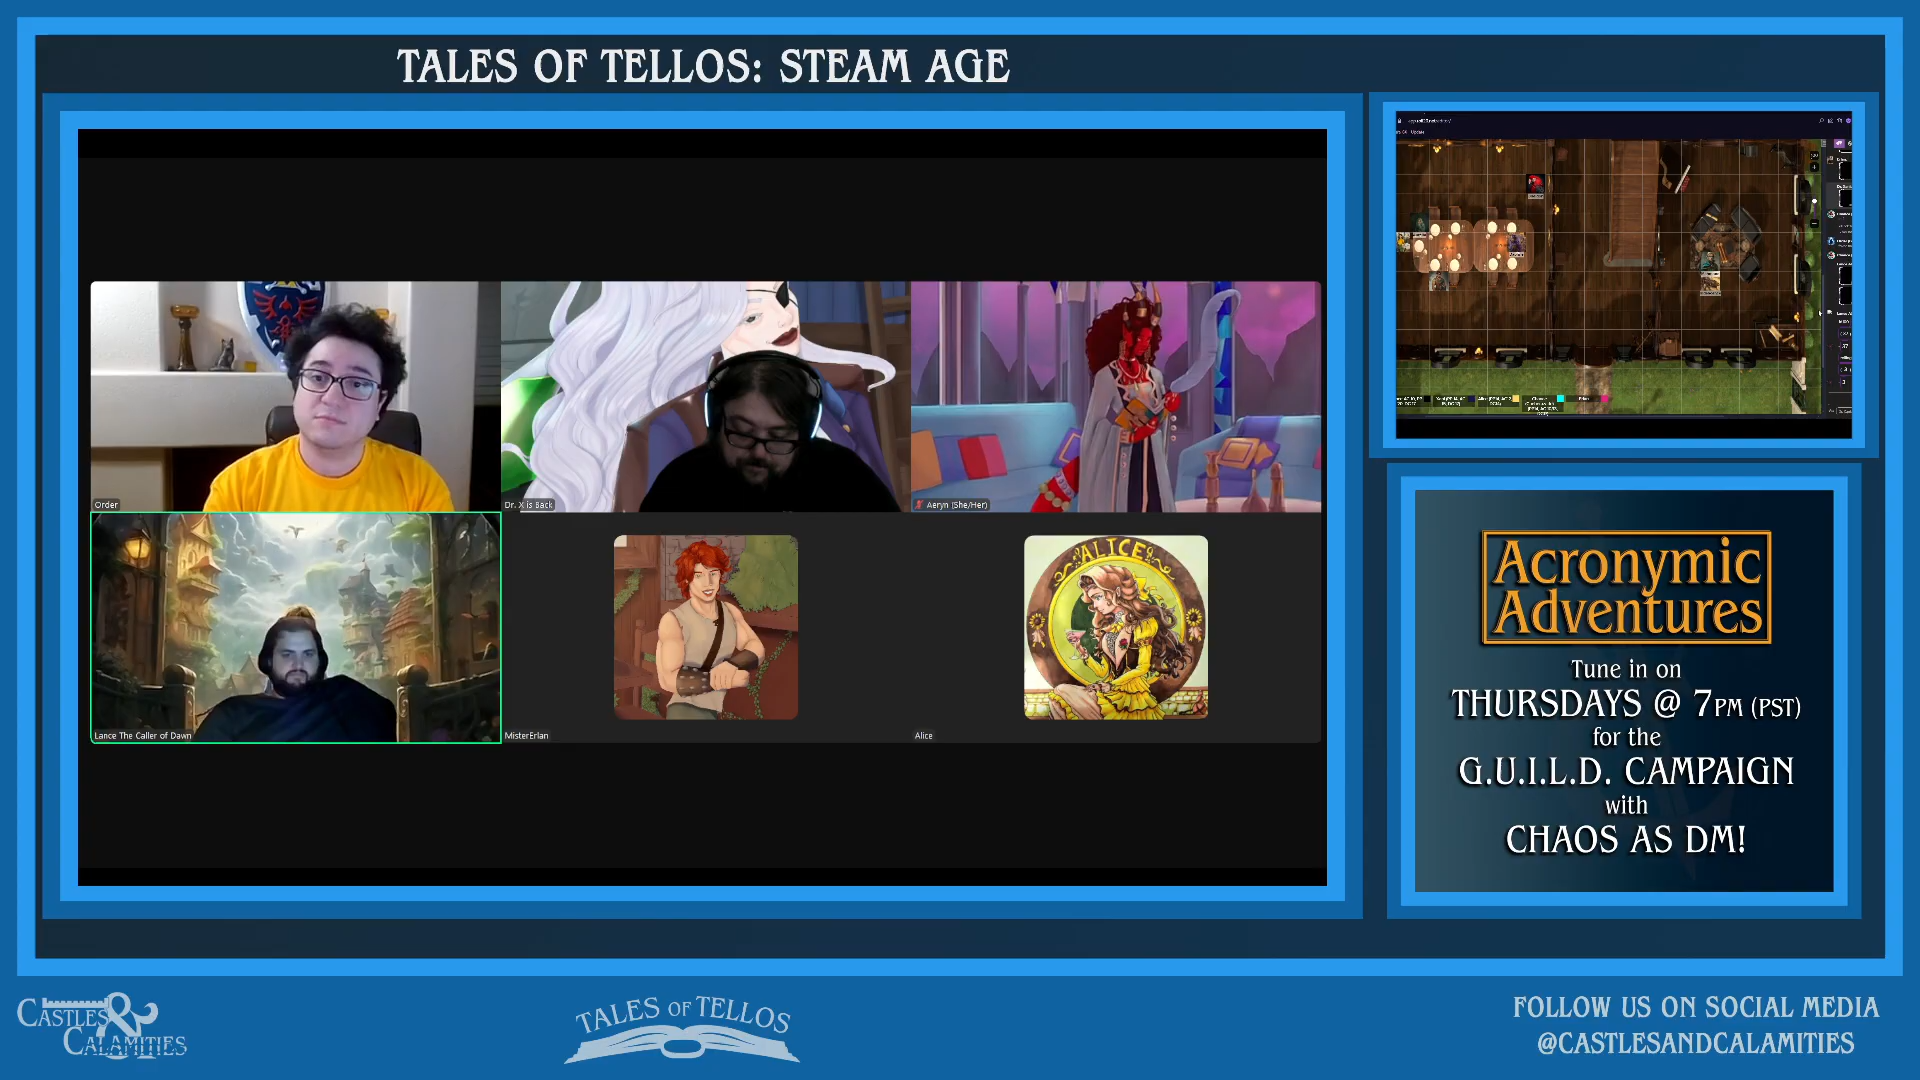 TALES OF TELLOS: STEAM AGE
Order
Dr. X is Back
Aeryn (She/Her)
Lance The Caller of Dawn
MisterErlan
ALICE
Alice
Acronymic
Adventures
Tune in on
THURSDAYS @ 7PM (PST)
for the
G.U.I.L.D. CAMPAIGN
with
CHAOS AS DM!
CASTLES &
CALAMITIES
TALES OF TELLOS
FOLLOW US ON SOCIAL MEDIA
@CASTLESANDCALAMITIES